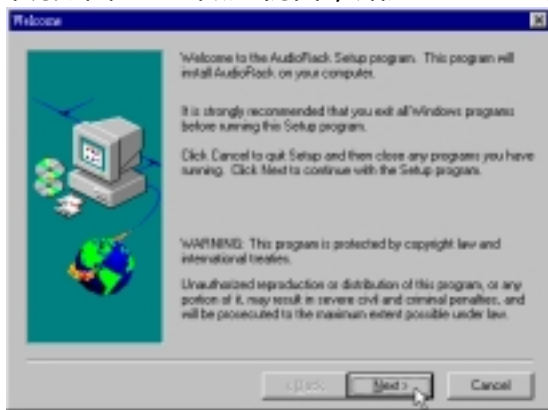 Welcome
Welcome to the AudioRack Setup program. This program will
install AudioRack on your computer.
It is strongly recommended that you exit all Windows programs
before running this Setup program.
Click Cancel to quit Setup and then close any programs you have
running. Click Next to continue with the Setup program.
WARNING: This program is protected by copyright law and
international treaties.
Unauthorized reproduction or distribution of this program, or any
portion of it, may result in severe civil and criminal penalties, and
will be prosecuted to the maximum extent possible under law.
< Back
Next >
Cancel